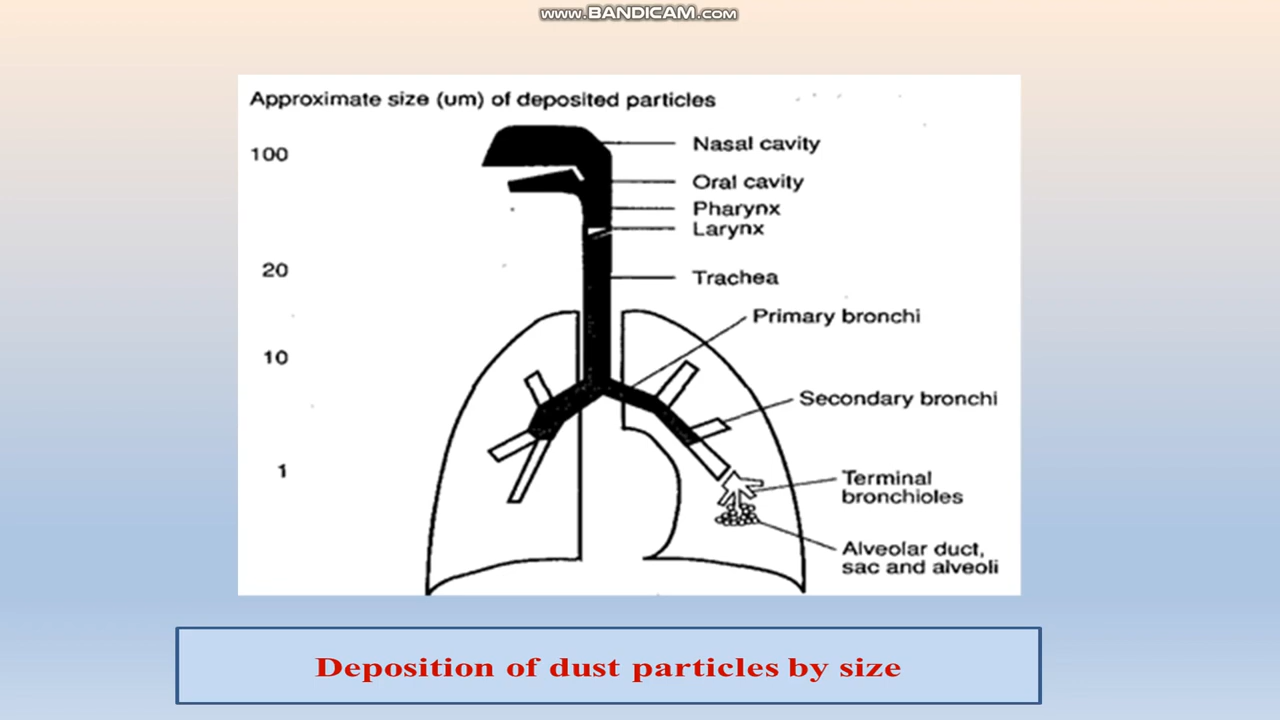 www.BANDICAM.com
Approximate size (um) of deposited particles
100
Nasal cavity
Oral cavity
Pharynx
Larynx
20
Trachea
Primary bronchi
10
Secondary bronchi
1
Terminal
bronchioles
Alveolar duct,
sac and alveoli
Deposition of dust particles by size